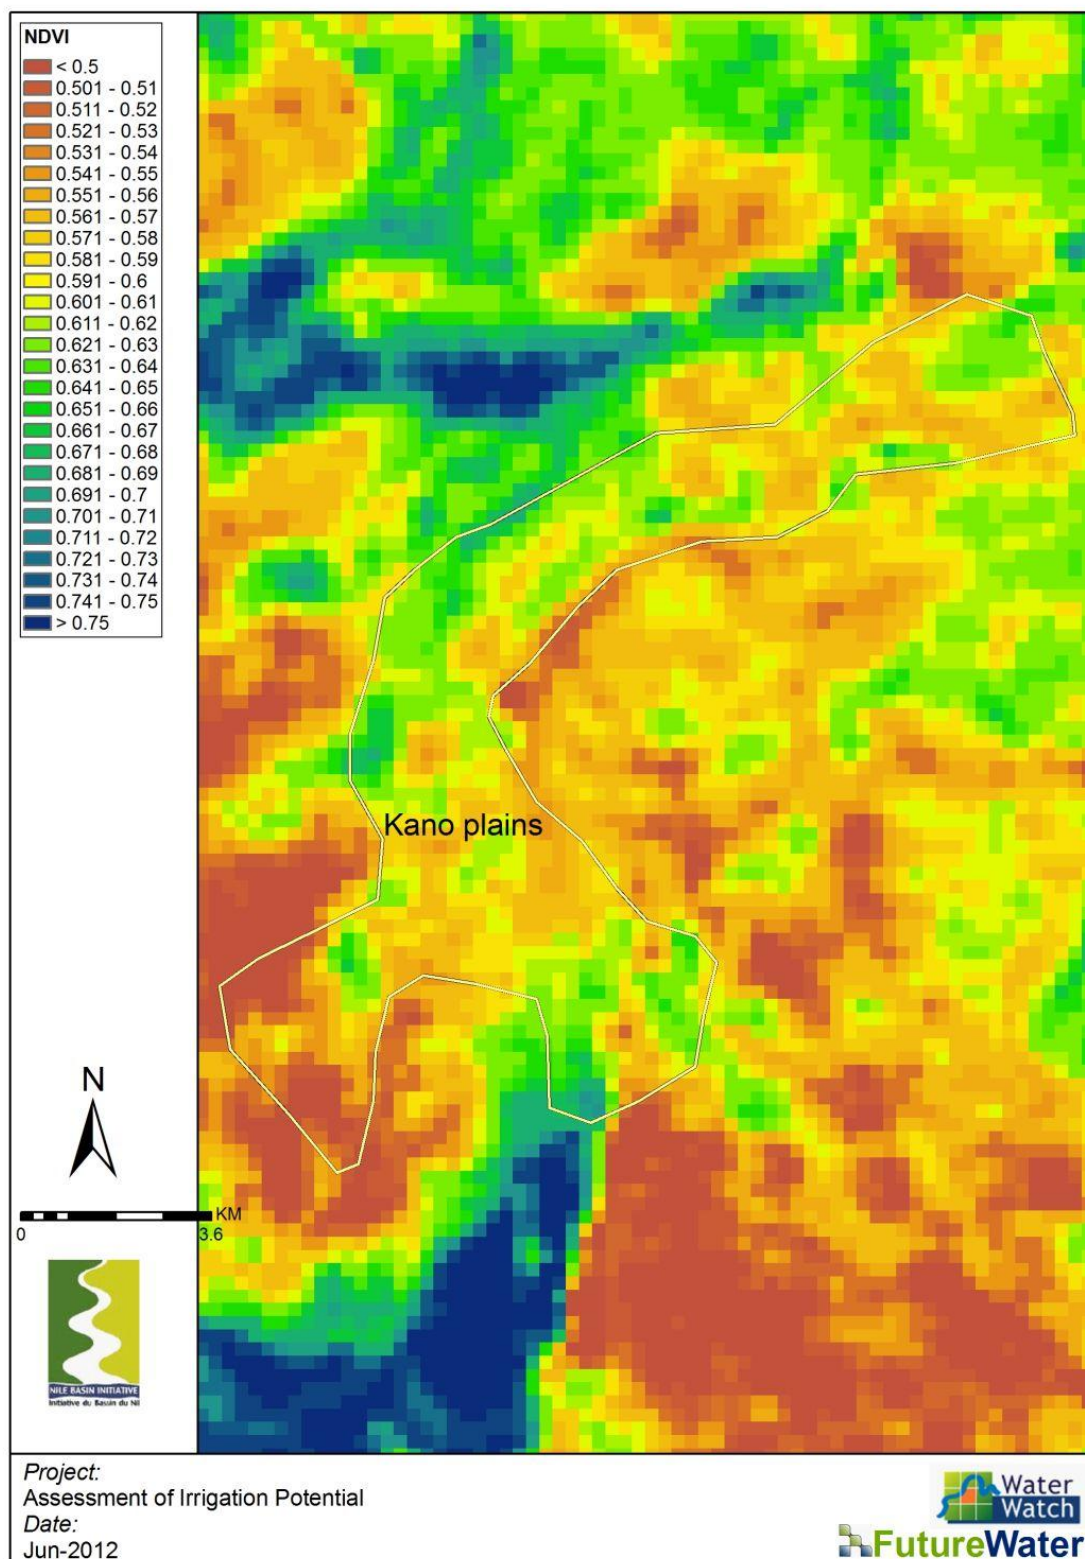 NDVI
< 0.5
0.501 - 0.51
0.511 - 0.52
0.521 - 0.53
0.531 - 0.54
0.541 - 0.55
0.551 - 0.56
0.561 - 0.57
0.571 - 0.58
0.581 - 0.59
0.591 - 0.6
0.601 - 0.61
0.611 - 0.62
0.621 - 0.63
0.631 - 0.64
0.641 - 0.65
0.651 - 0.66
0.661 - 0.67
0.671 - 0.68
0.681 - 0.69
0.691 - 0.7
0.701 - 0.71
0.711 - 0.72
0.721 - 0.73
0.731 - 0.74
0.741 - 0.75
> 0.75
Kano plains
N
KM
0 3.6
NILE BASIN INITIATIVE
Initiative du Bassin du Nil
Project:
Assessment of Irrigation Potential
Date:
Jun-2012
Water
Watch
FutureWater